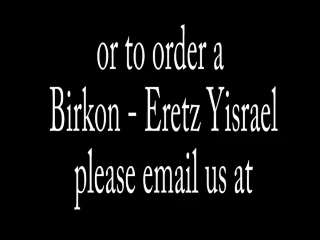 or to order a
Birkon - Eretz Yisrael
please email us at